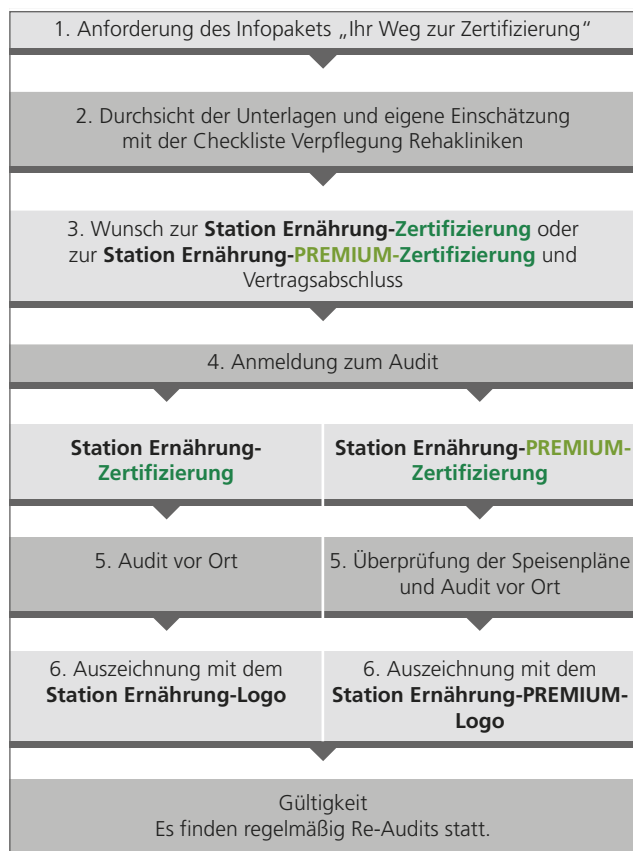 1. Anforderung des Infopakets „Ihr Weg zur Zertifizierung“
2. Durchsicht der Unterlagen und eigene Einschätzung
mit der Checkliste Verpflegung Rehakliniken
3. Wunsch zur Station Ernährung-Zertifizierung oder
zur Station Ernährung-PREMIUM-Zertifizierung und
Vertragsabschluss
4. Anmeldung zum Audit
Station Ernährung-
Zertifizierung
Station Ernährung-PREMIUM-
Zertifizierung
5. Audit vor Ort
5. Überprüfung der Speisenpläne
und Audit vor Ort
6. Auszeichnung mit dem
Station Ernährung-Logo
6. Auszeichnung mit dem
Station Ernährung-PREMIUM-
Logo
Gültigkeit
Es finden regelmäßig Re-Audits statt.